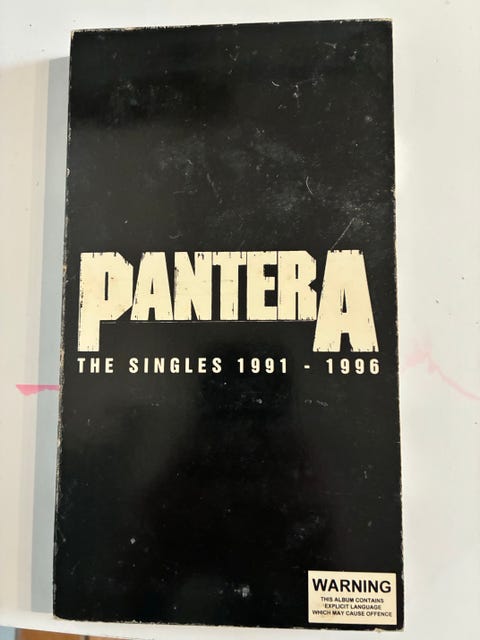 PANTERA
THE SINGLES 1991 - 1996
WARNING
THIS ALBUM CONTAINS
EXPLICIT LANGUAGE
WHICH MAY CAUSE OFFENCE